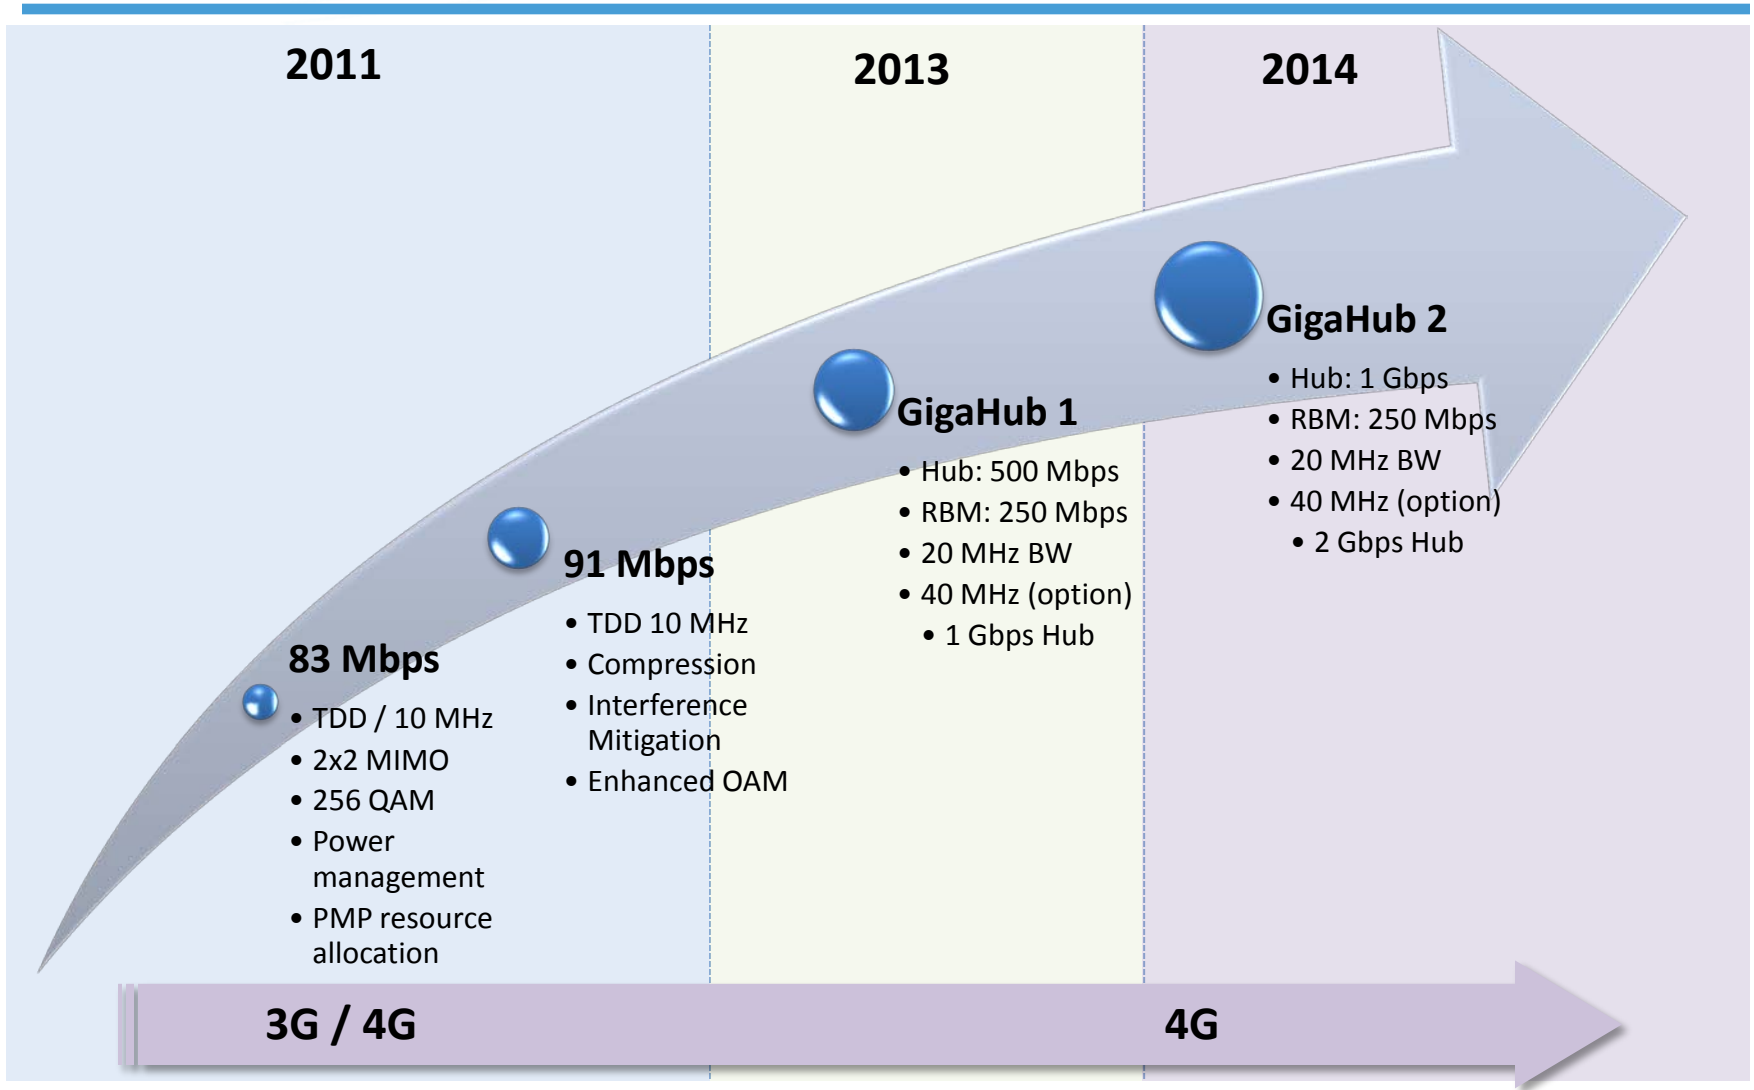 2011
2013
2014
83 Mbps
• TDD / 10 MHz
• 2x2 MIMO
• 256 QAM
• Power
management
• PMP resource
allocation
91 Mbps
• TDD 10 MHz
• Compression
• Interference
Mitigation
• Enhanced OAM
GigaHub 1
• Hub: 500 Mbps
• RBM: 250 Mbps
• 20 MHz BW
• 40 MHz (option)
• 1 Gbps Hub
GigaHub 2
• Hub: 1 Gbps
• RBM: 250 Mbps
• 20 MHz BW
• 40 MHz (option)
• 2 Gbps Hub
3G / 4G
4G